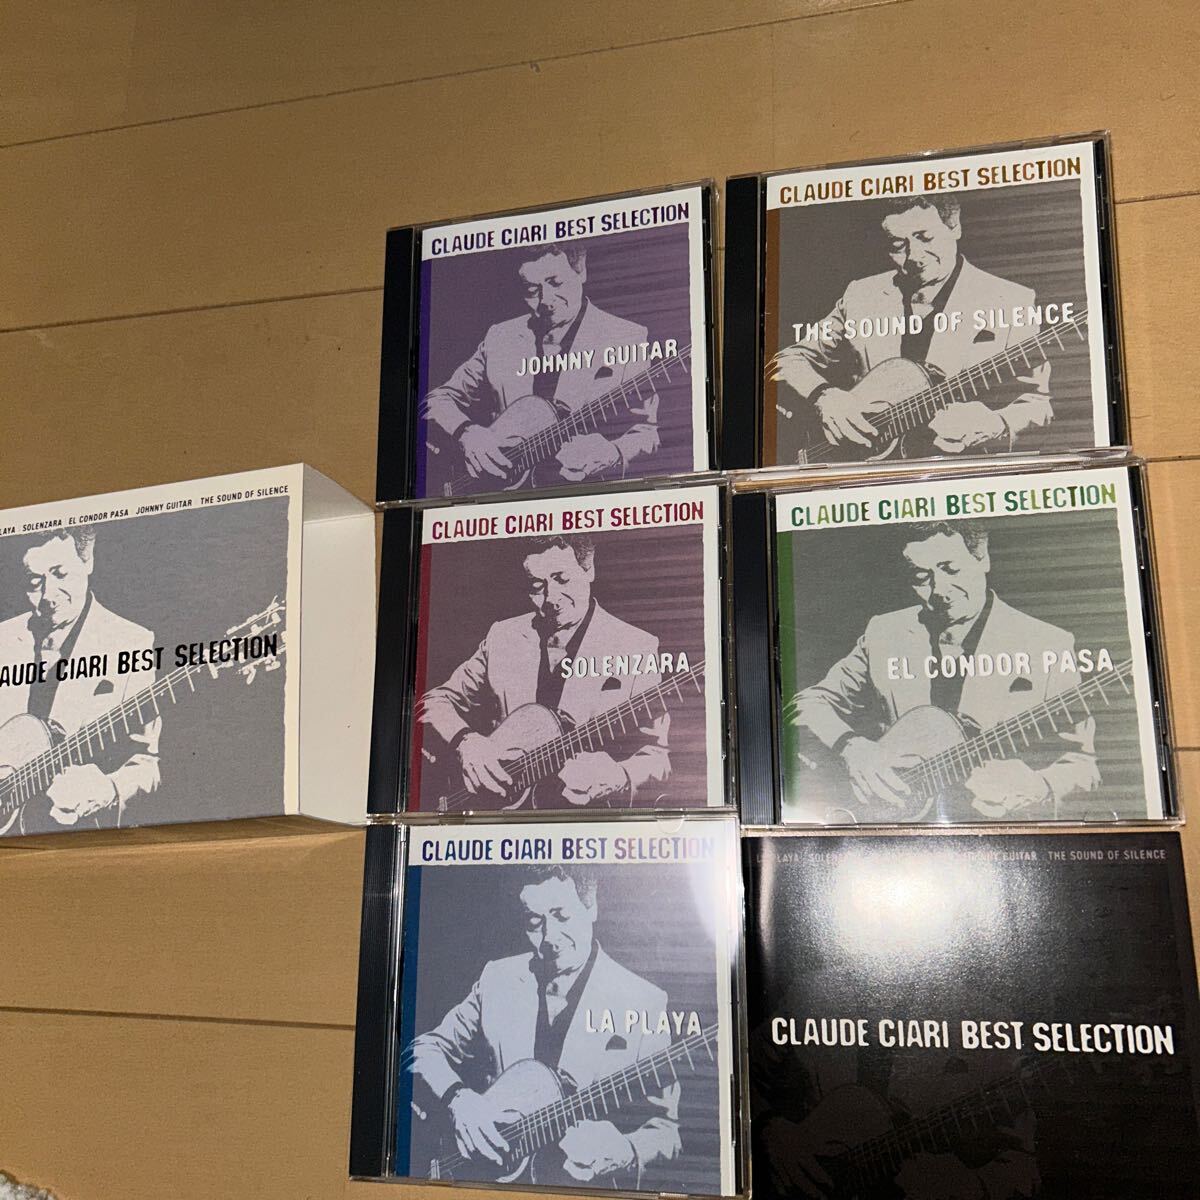 CLAUDE CIARI BEST SELECTION
JOHNNY GUITAR
CLAUDE CIARI BEST SELECTION
THE SOUND OF SILENCE
LAYA SOLENZARA EL CONDOR PASA JOHNNY GUITAR THE SOUND OF SILENCE
AUDE CIARI BEST SELECTION
CLAUDE CIARI BEST SELECTION
SOLENZARA
CLAUDE CIARI BEST SELECTION
EL CONDOR PASA
CLAUDE CIARI BEST SELECTION
LA PLAYA
GUITAR THE SOUND OF SILENCE
CLAUDE CIARI BEST SELECTION